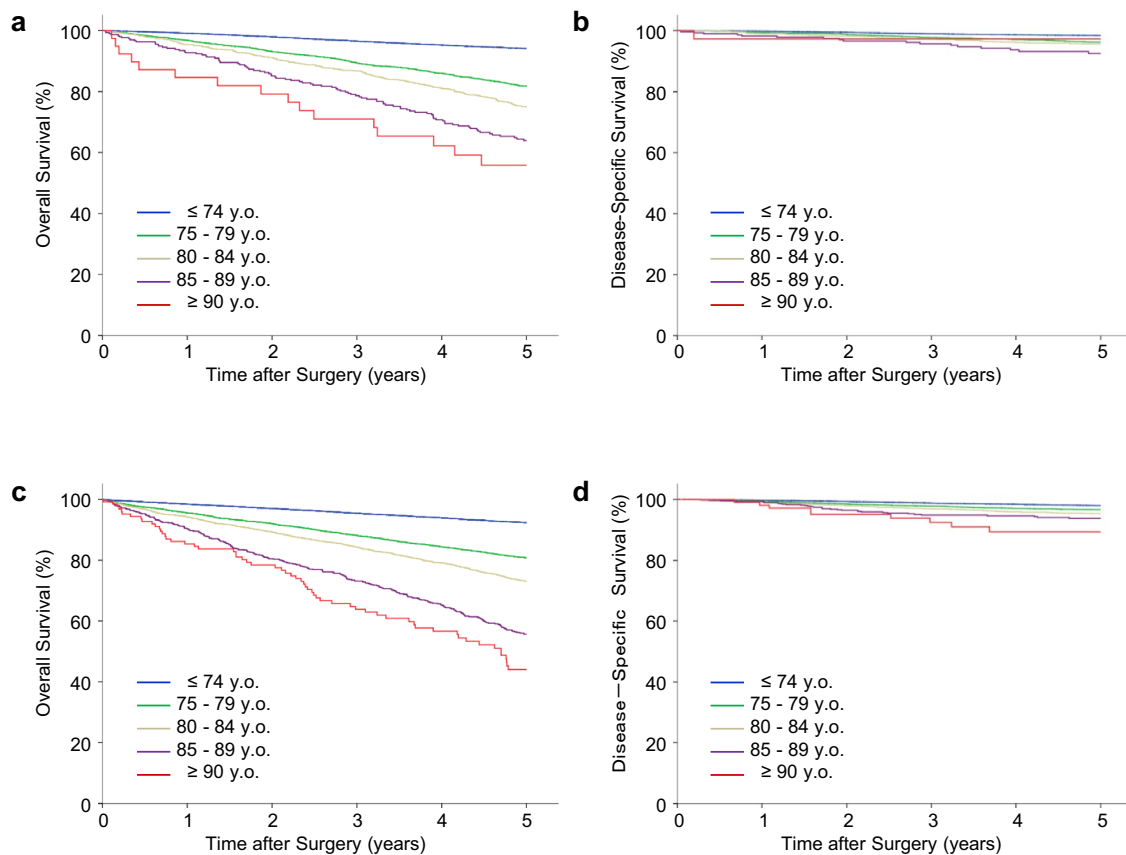 a
Overall Survival (%)
100
80
60
40
20
0
≤ 74 y.o.
75 - 79 y.o.
80 - 84 y.o.
85 - 89 y.o.
≥ 90 y.o.
0 1 2 3 4 5
Time after Surgery (years)
b
Disease-Specific Survival (%)
100
80
60
40
20
0
≤ 74 y.o.
75 - 79 y.o.
80 - 84 y.o.
85 - 89 y.o.
≥ 90 y.o.
0 1 2 3 4 5
Time after Surgery (years)
c
Overall Survival (%)
100
80
60
40
20
0
≤ 74 y.o.
75 - 79 y.o.
80 - 84 y.o.
85 - 89 y.o.
≥ 90 y.o.
0 1 2 3 4 5
Time after Surgery (years)
d
Disease−Specific Survival (%)
100
80
60
40
20
0
≤ 74 y.o.
75 - 79 y.o.
80 - 84 y.o.
85 - 89 y.o.
≥ 90 y.o.
0 1 2 3 4 5
Time after Surgery (years)